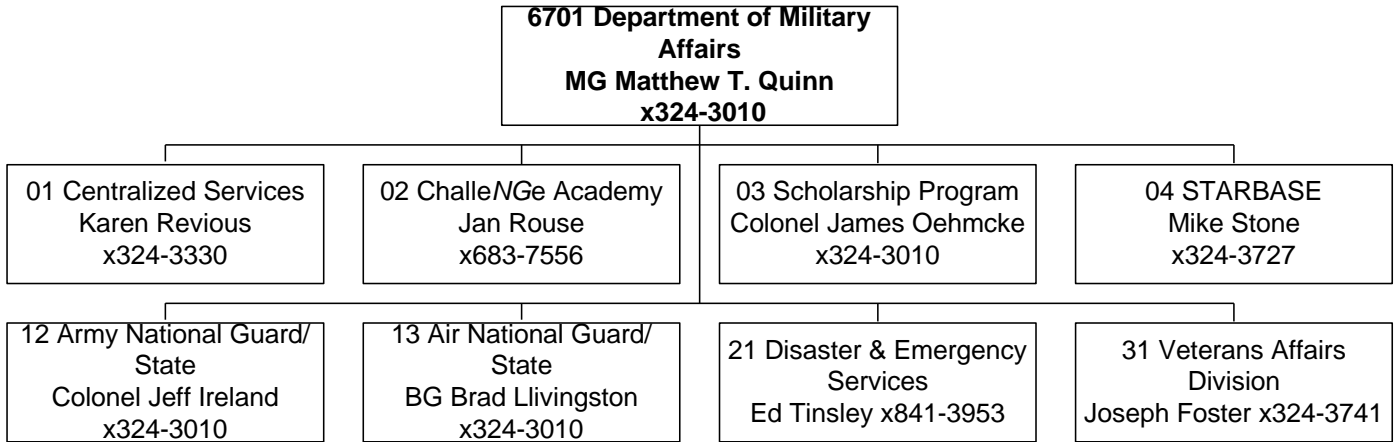 6701 Department of Military
Affairs
MG Matthew T. Quinn
x324-3010
01 Centralized Services
Karen Revious
x324-3330
02 ChalleNGe Academy
Jan Rouse
x683-7556
03 Scholarship Program
Colonel James Oehmcke
x324-3010
04 STARBASE
Mike Stone
x324-3727
12 Army National Guard/
State
Colonel Jeff Ireland
x324-3010
13 Air National Guard/
State
BG Brad Llivingston
x324-3010
21 Disaster & Emergency
Services
Ed Tinsley x841-3953
31 Veterans Affairs
Division
Joseph Foster x324-3741